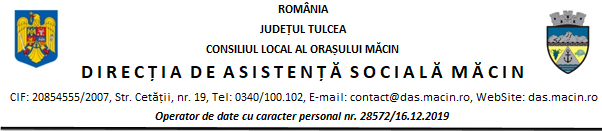 ROMÂNIA
JUDEȚUL TULCEA
CONSILIUL LOCAL AL ORAȘULUI MĂCIN
DIRECȚIA DE ASISTENȚĂ SOCIALĂ MĂCIN
CIF: 20854555/2007, Str. Cetății, nr. 19, Tel: 0340/100.102, E-mail: contact@das.macin.ro, WebSite: das.macin.ro
Operator de date cu caracter personal nr. 28572/16.12.2019